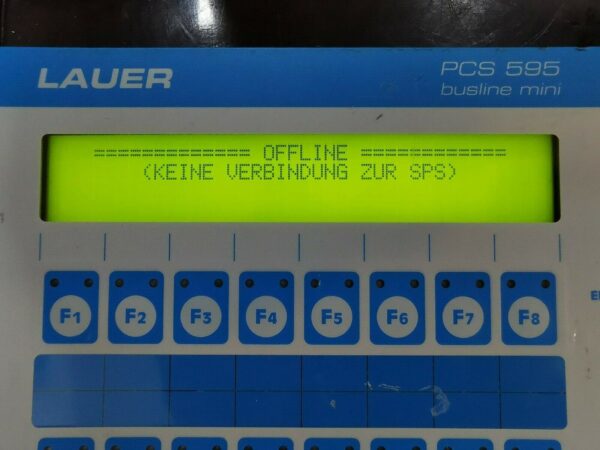 LAUER
PCS 595
busline mini
============= OFFLINE ============
(KEINE VERBINDUNG ZUR SPS)
F1 F2 F3 F4 F5 F6 F7 F8